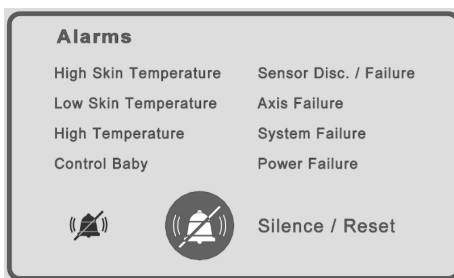 Alarms
High Skin Temperature
Low Skin Temperature
High Temperature
Control Baby
Sensor Disc. / Failure
Axis Failure
System Failure
Power Failure
Silence / Reset